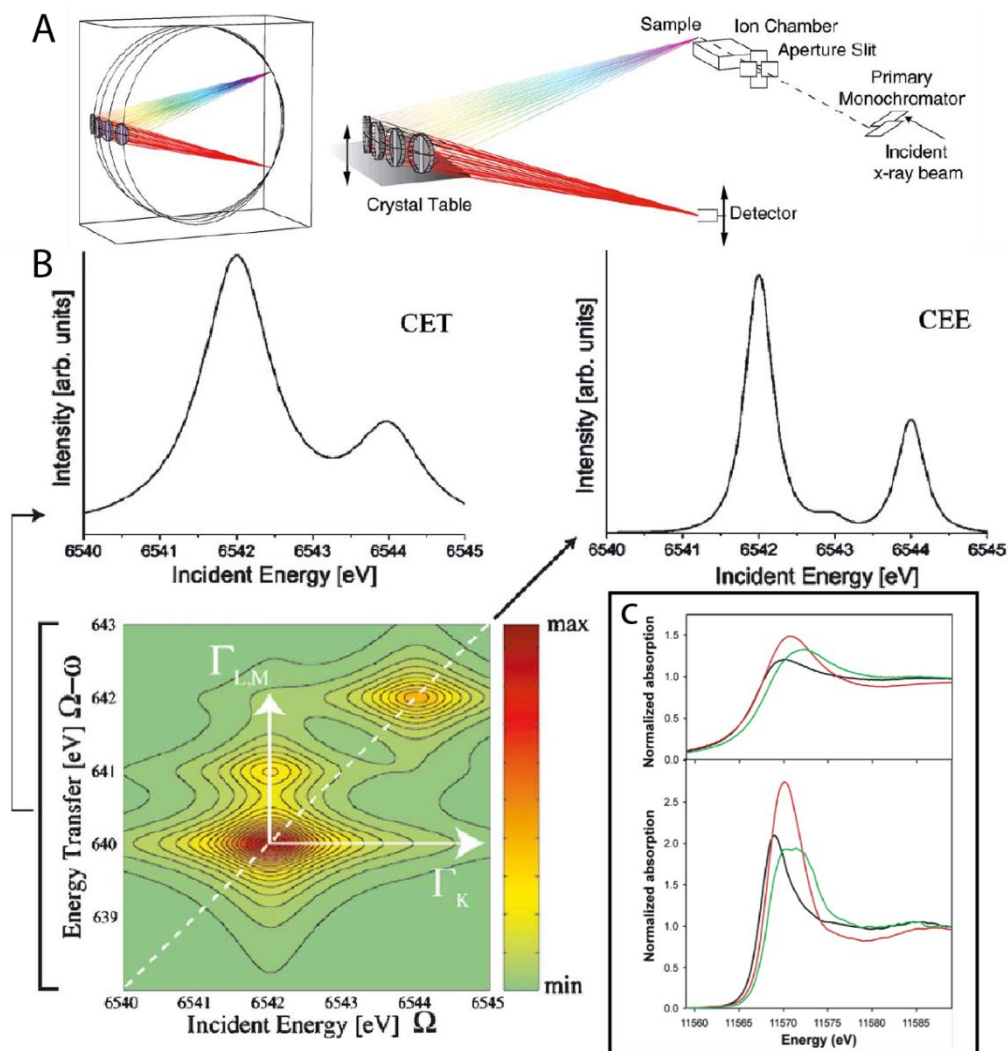 A
Sample
Ion Chamber
Aperture Slit
Primary
Monochromator
Incident
x-ray beam
Crystal Table
Detector
B
CET
Intensity [arb. units]
6540 6541 6542 6543 6544 6545
Incident Energy [eV]
CEE
Intensity [arb. units]
6540 6541 6542 6543 6544 6545
Incident Energy [eV]
643
642
641
640
639
Energy Transfer [eV] Ω−ω
Γ L,M
Γ K
max
min
6540 6541 6542 6543 6544 6545
Incident Energy [eV] Ω
C
1.5
1.0
0.5
0.0
Normalized absorption
2.5
2.0
1.5
1.0
0.5
0.0
Normalized absorption
11560 11565 11570 11575 11580 11585
Energy (eV)